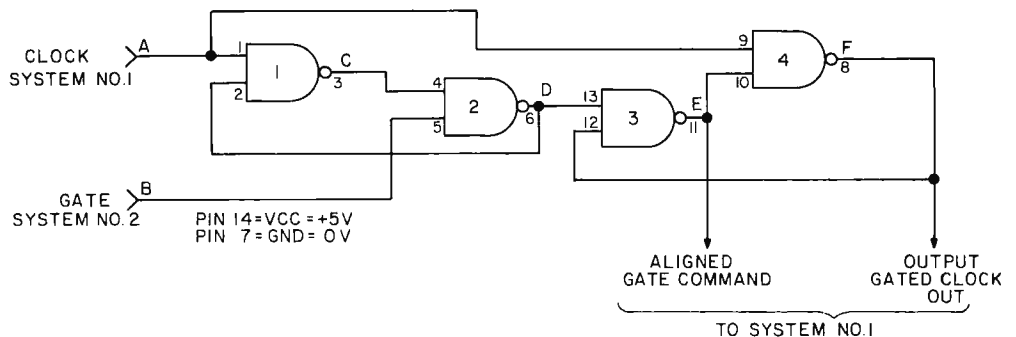 CLOCK
SYSTEM NO.1
A
1
2
1
C
3
4
5
2
D
6
13
12
3
E
11
9
10
4
F
8
GATE
SYSTEM NO.2
B
PIN 14=VCC=+5V
PIN 7=GND=0V
ALIGNED
GATE COMMAND
OUTPUT
GATED CLOCK
OUT
TO SYSTEM NO.1